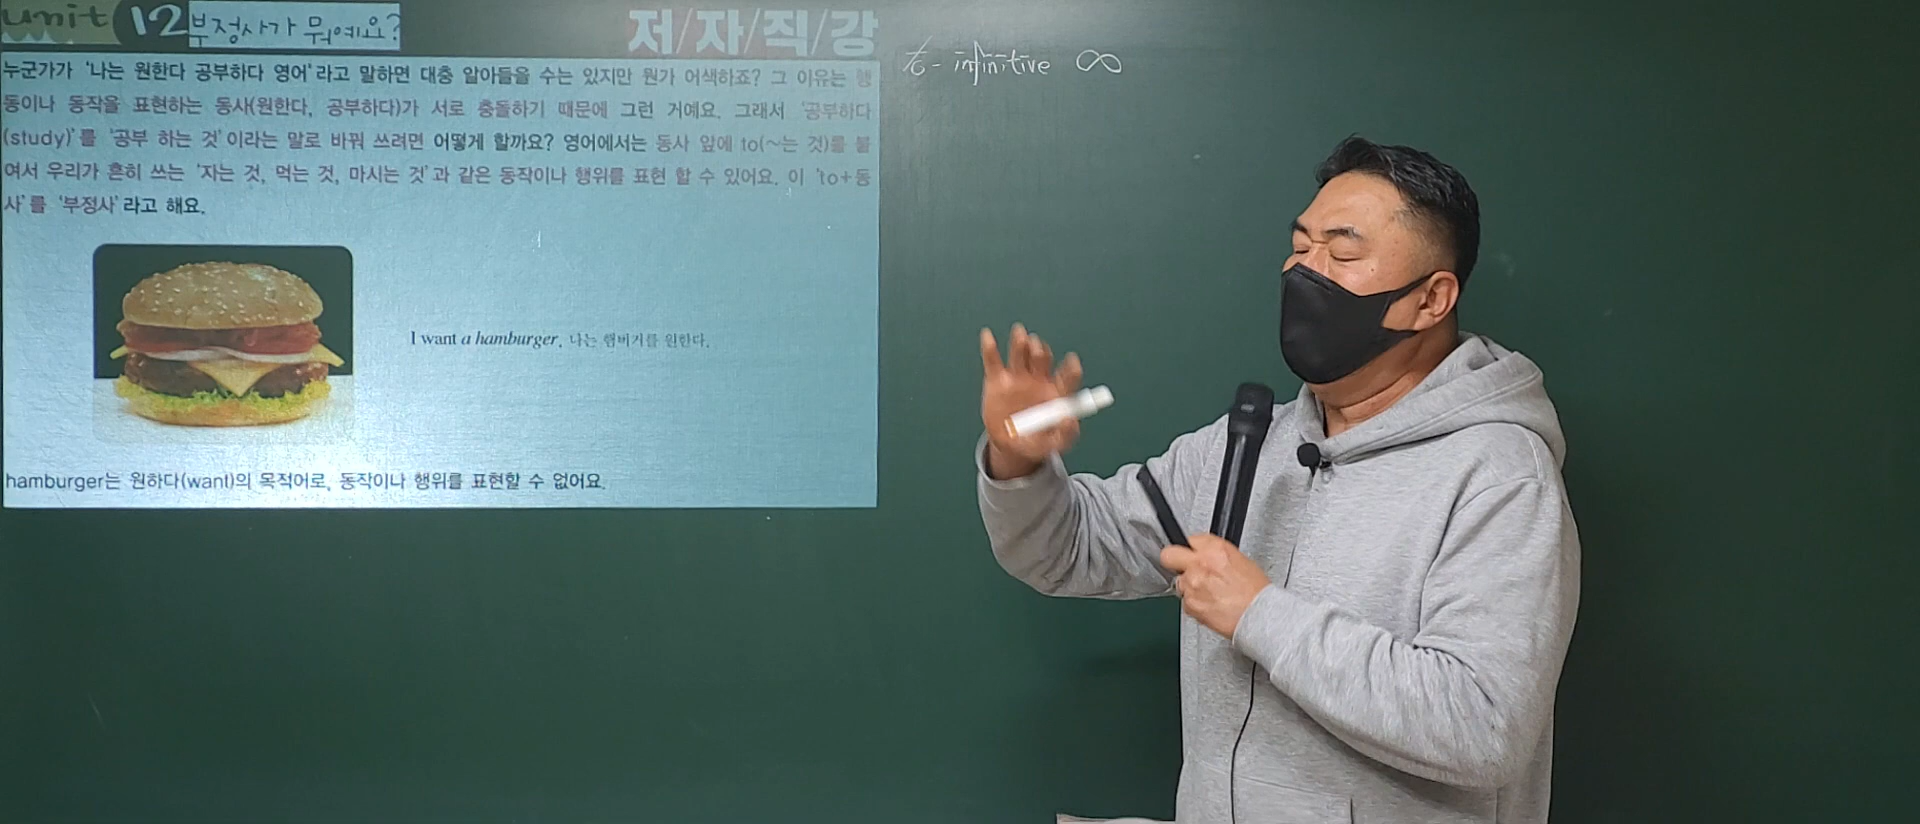 unit 12 부정사가 뭐예요?
저/자/직/강
to-infinitive ∞
누군가가 '나는 원한다 공부하다 영어'라고 말하면 대충 알아들을 수는 있지만 뭔가 어색하죠? 그 이유는 행
동이나 동작을 표현하는 동사(원한다, 공부하다)가 서로 충돌하기 때문에 그런 거예요. 그래서 '공부하다
(study)'를 '공부 하는 것'이라는 말로 바꿔 쓰려면 어떻게 할까요? 영어에서는 동사 앞에 to(~는 것)를 붙
여서 우리가 흔히 쓰는 '자는 것, 먹는 것, 마시는 것'과 같은 동작이나 행위를 표현 할 수 있어요. 이 'to+동
사'를 '부정사'라고 해요.
I want a hamburger. 나는 햄버거를 원한다.
hamburger는 원하다(want)의 목적어로, 동작이나 행위를 표현할 수 없어요.